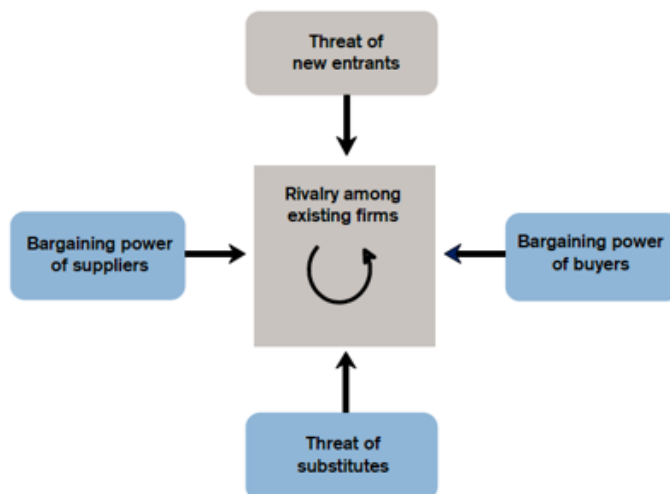 Threat of
new entrants
Rivalry among
existing firms
Bargaining power
of suppliers
Bargaining power
of buyers
Threat of
substitutes